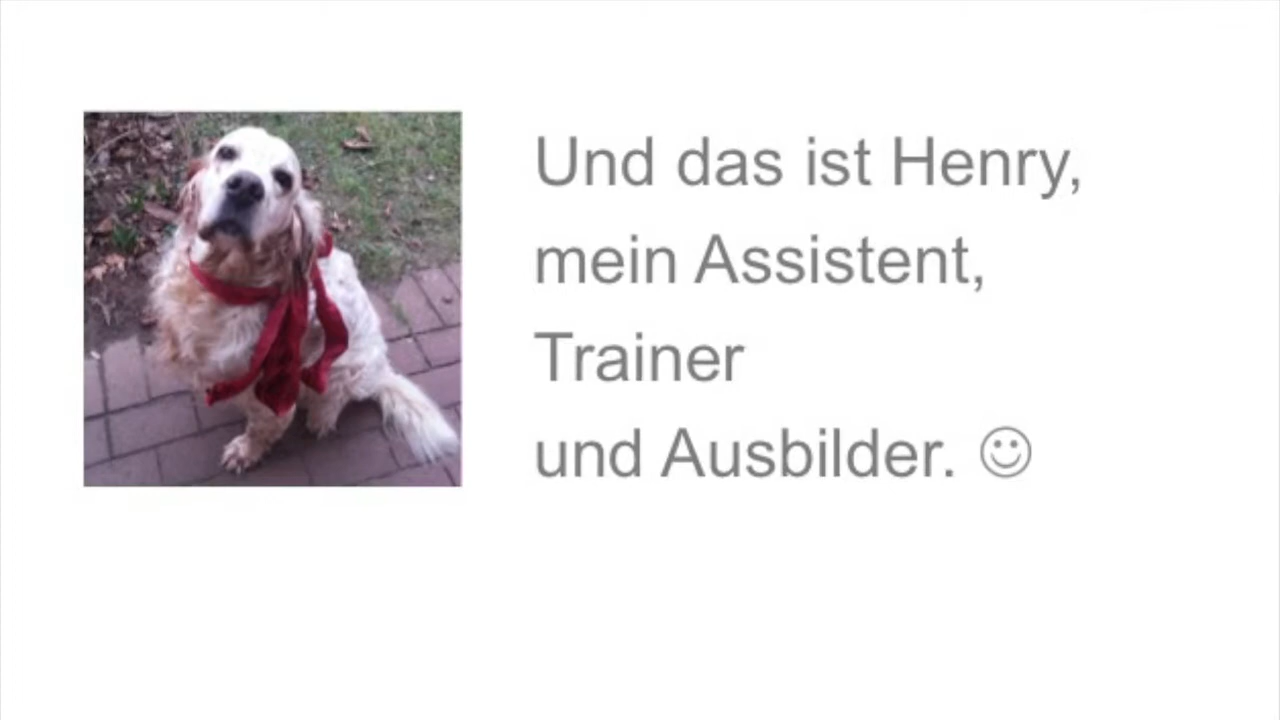 Und das ist Henry,
mein Assistent,
Trainer
und Ausbilder. ☺